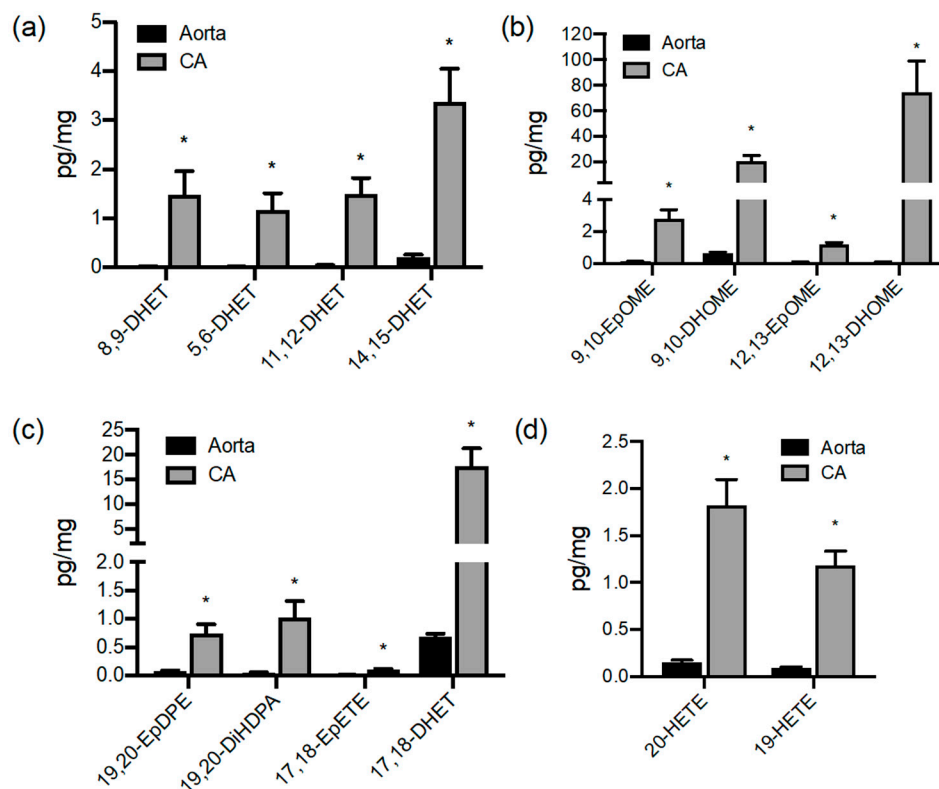 (a)
Aorta
CA
pg/mg
5
4
3
2
1
0
*
*
*
*
8,9-DHET
5,6-DHET
11,12-DHET
14,15-DHET
(b)
Aorta
CA
pg/mg
120
100
80
60
40
20
4
2
0
*
*
*
*
9,10-EpOME
9,10-DHOME
12,13-EpOME
12,13-DHOME
(c)
Aorta
CA
pg/mg
25
20
15
10
5
2.0
1.5
1.0
0.5
0.0
*
*
*
*
19,20-EpDPE
19,20-DiHDPA
17,18-EpETE
17,18-DHET
(d)
Aorta
CA
pg/mg
2.5
2.0
1.5
1.0
0.5
0.0
*
*
20-HETE
19-HETE